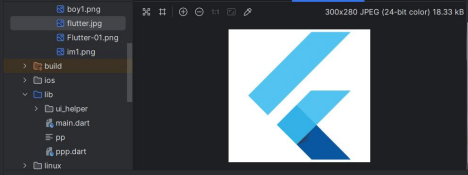 boy1.png
flutter.jpg
Flutter-01.png
im1.png
build
ios
lib
ui_helper
main.dart
pp
ppp.dart
linux
1:1
300x280 JPEG (24-bit color) 18.33 kB